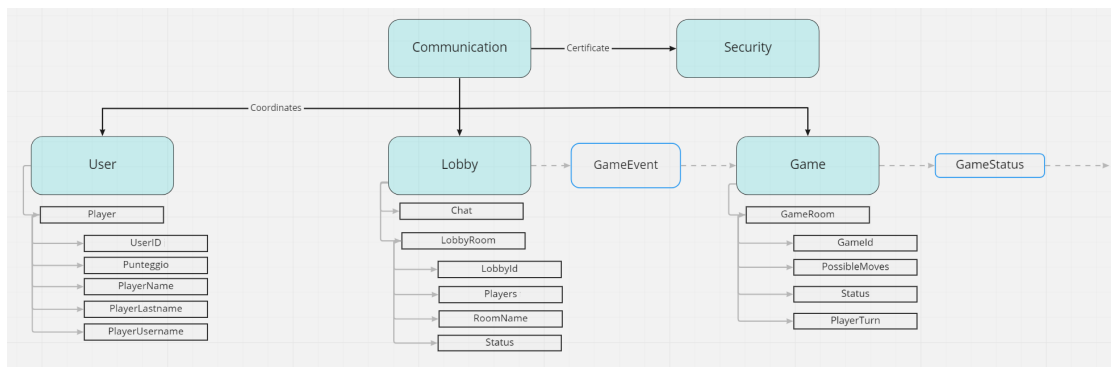 Communication
Certificate
Security
Coordinates
User
Lobby
GameEvent
Game
GameStatus
Player
UserID
Punteggio
PlayerName
PlayerLastname
PlayerUsername
Chat
LobbyRoom
LobbyId
Players
RoomName
Status
GameRoom
GameId
PossibleMoves
Status
PlayerTurn